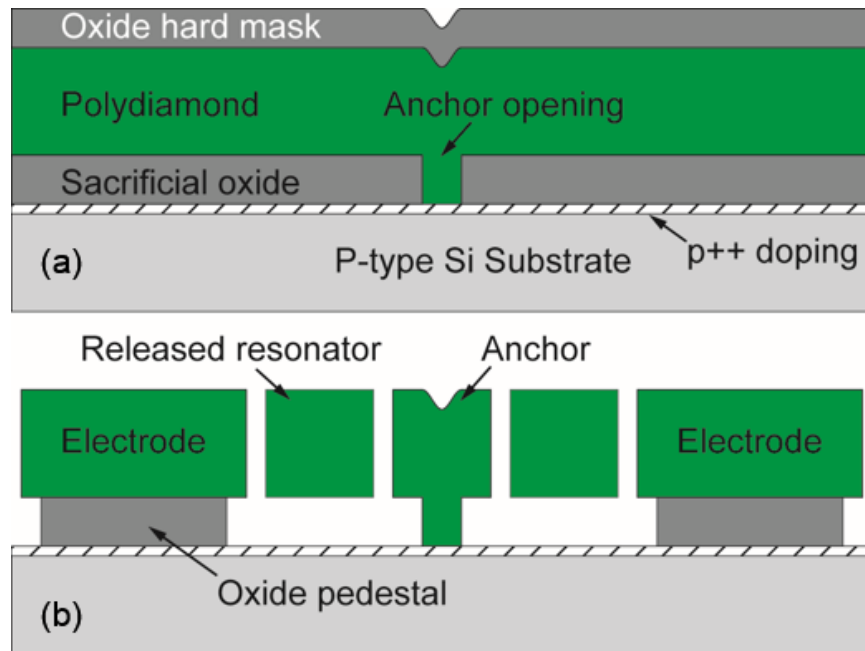 Oxide hard mask
Polydiamond
Anchor opening
Sacrificial oxide
P-type Si Substrate
p++ doping
(a)
Released resonator
Anchor
Electrode
Electrode
Oxide pedestal
(b)